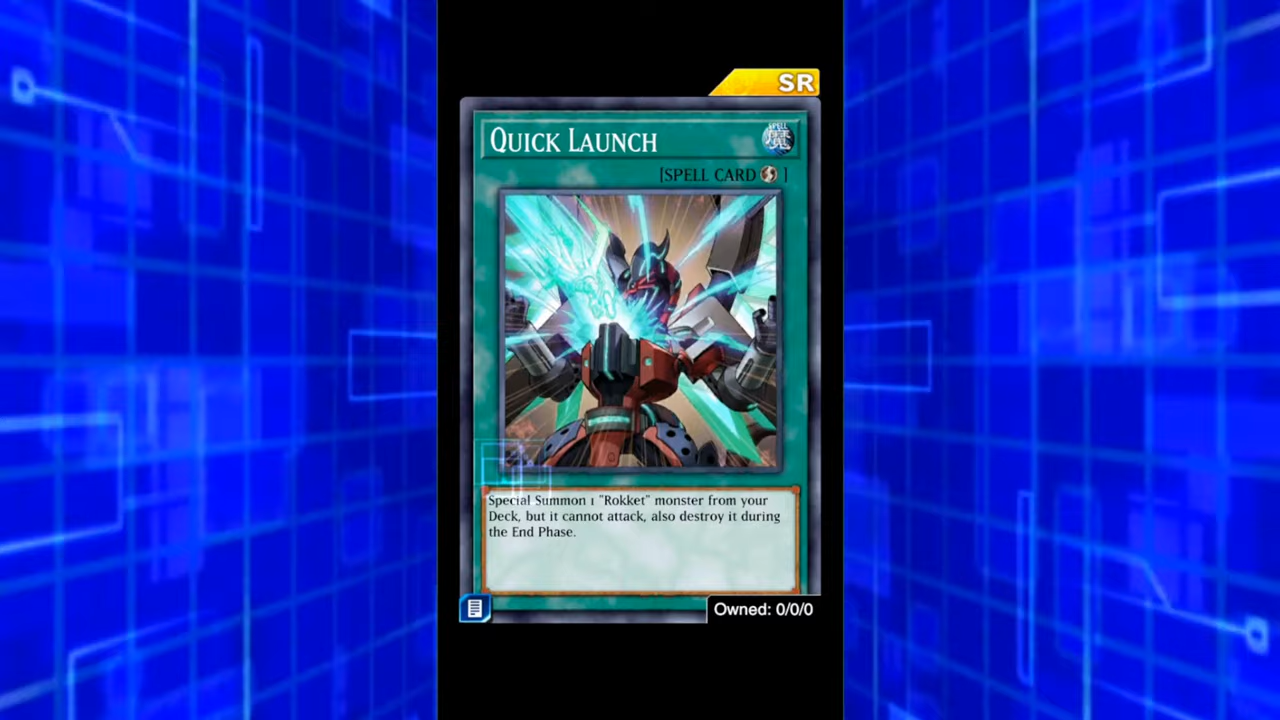 SR
QUICK LAUNCH
SPELL
[SPELL CARD ]
Special Summon 1 "Rokket" monster from your
Deck, but it cannot attack, also destroy it during
the End Phase.
Owned: 0/0/0